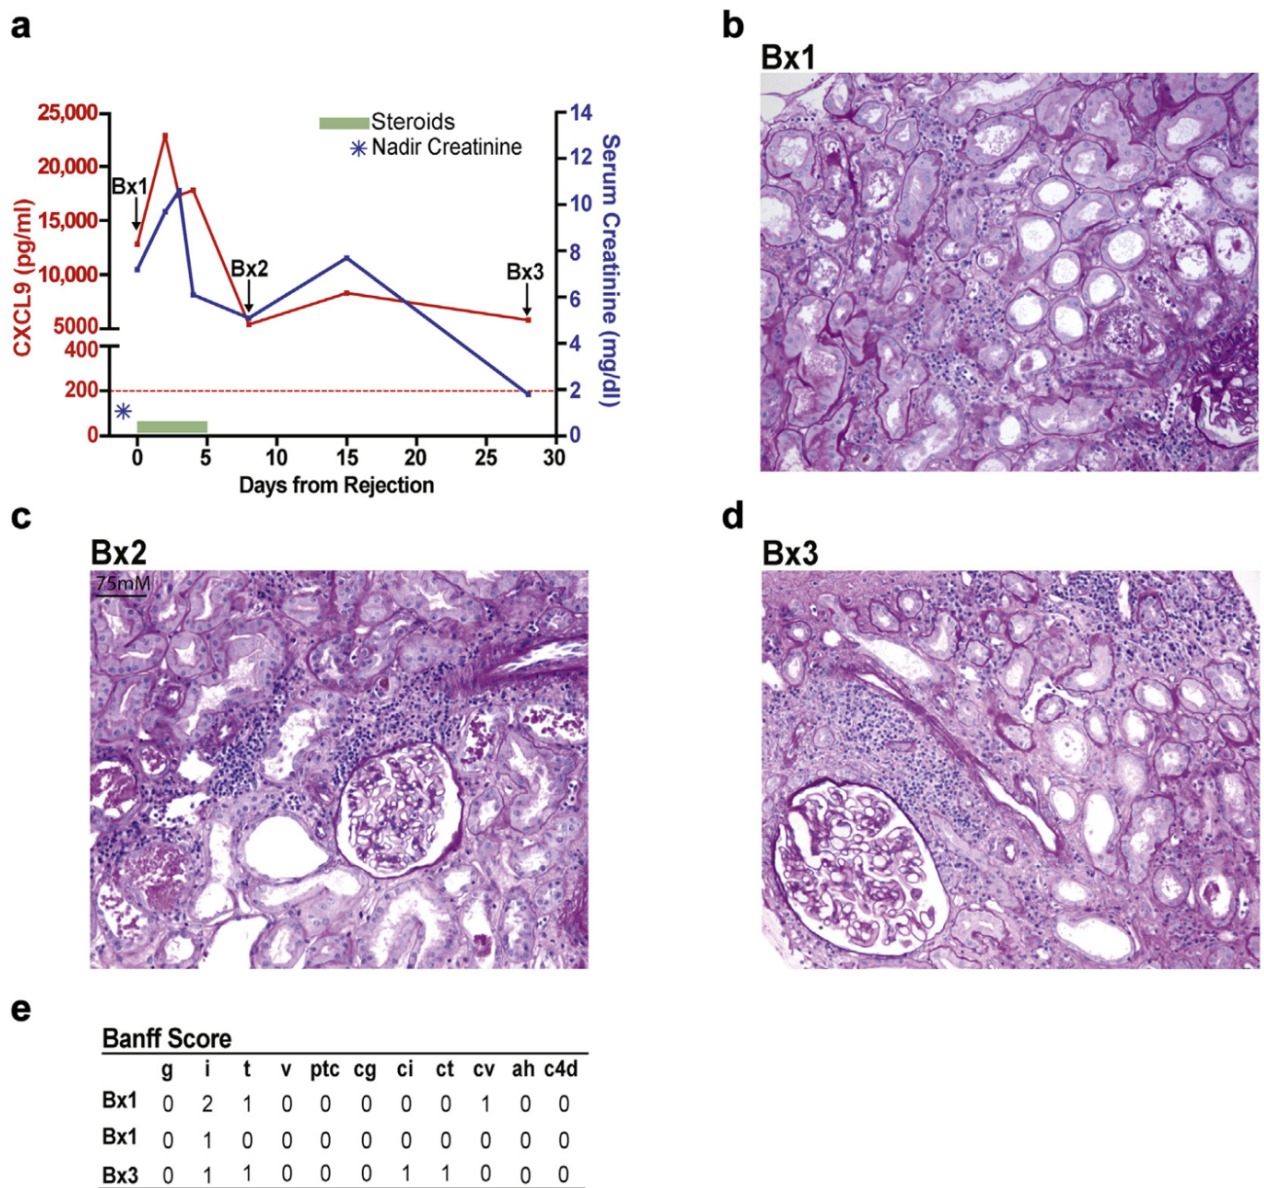 a
25,000
20,000
15,000
10,000
5000
400
200
0
CXCL9 (pg/ml)
Bx1
Bx2
Bx3
Steroids
Nadir Creatinine
14
12
10
8
6
4
2
0
Serum Creatinine (mg/dl)
0 5 10 15 20 25 30
Days from Rejection
b
Bx1
c
Bx2
75mM
d
Bx3
e
Banff Score
g i t v ptc cg ci ct cv ah c4d
Bx1 0 2 1 0 0 0 0 0 1 0 0
Bx1 0 1 0 0 0 0 0 0 0 0 0
Bx3 0 1 1 0 0 0 1 1 0 0 0